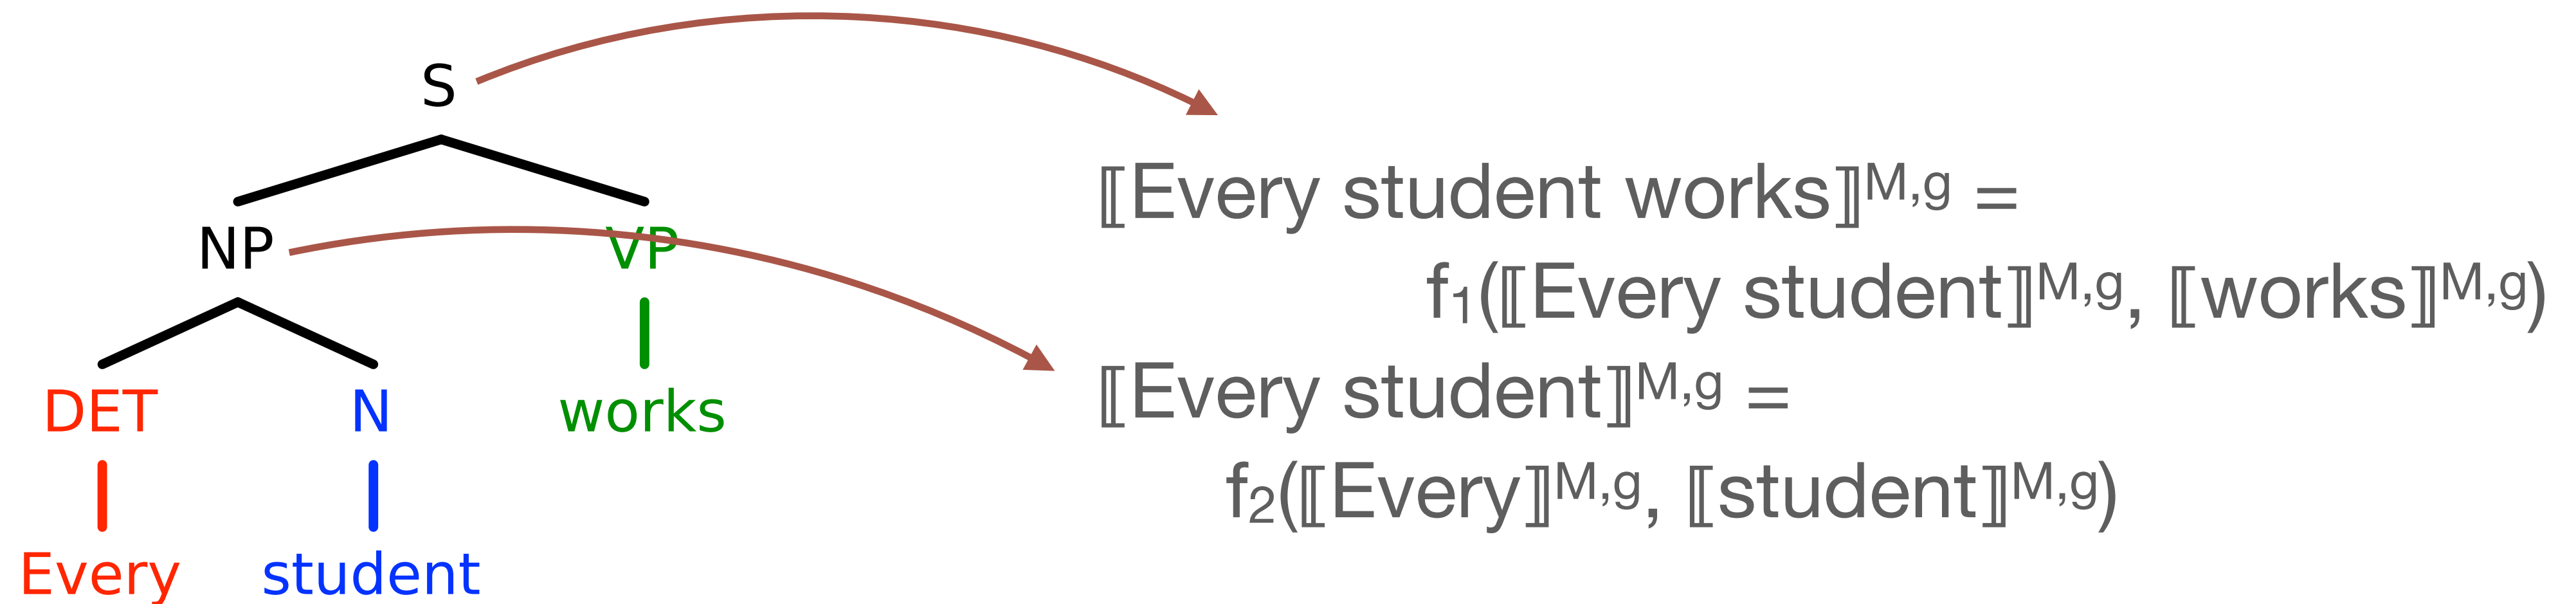 S
NP VP
DET N works
Every student
⟦Every student works⟧ᴹ,ᵍ =
f₁(⟦Every student⟧ᴹ,ᵍ, ⟦works⟧ᴹ,ᵍ)
⟦Every student⟧ᴹ,ᵍ =
f₂(⟦Every⟧ᴹ,ᵍ, ⟦student⟧ᴹ,ᵍ)